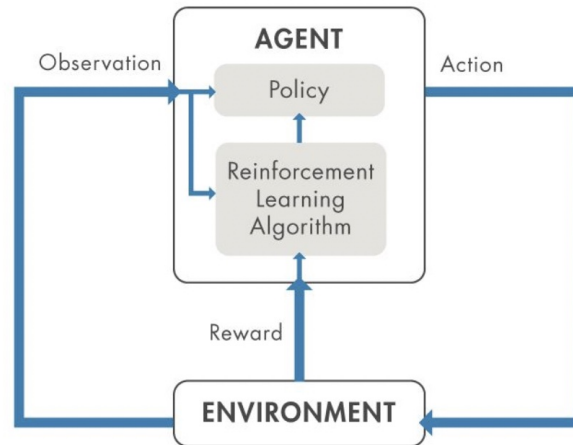 AGENT
Observation
Action
Policy
Reinforcement
Learning
Algorithm
Reward
ENVIRONMENT